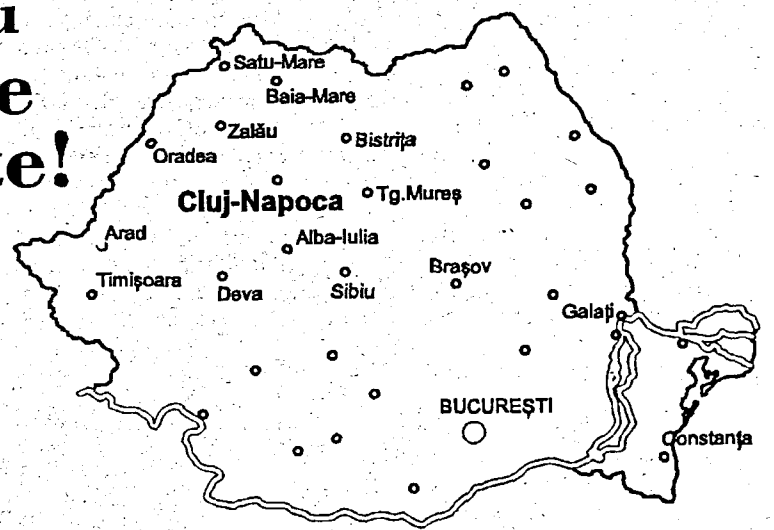 u
e
te!
Satu-Mare
Baia-Mare
Zalău
Bistrița
Oradea
Cluj-Napoca
Tg.Mureș
Arad
Alba-Iulia
Timișoara
Deva
Sibiu
Brașov
Galați
BUCUREȘTI
Constanța